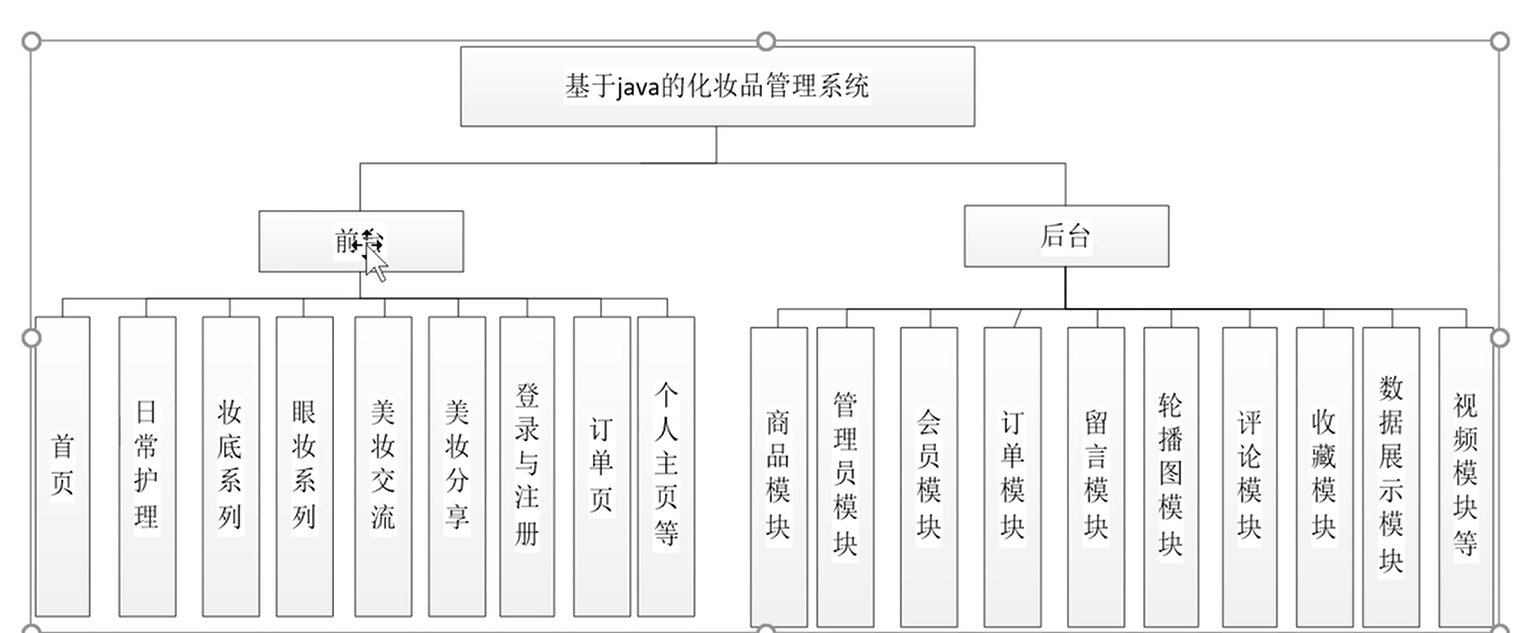 基于java的化妆品管理系统
前台
后台
首页
日常护理
妆底系列
眼妆系列
美妆交流
美妆分享
登录与注册
订单页
个人主页等
商品模块
管理员模块
会员模块
订单模块
留言模块
轮播图模块
评论模块
收藏模块
数据展示模块
视频模块等